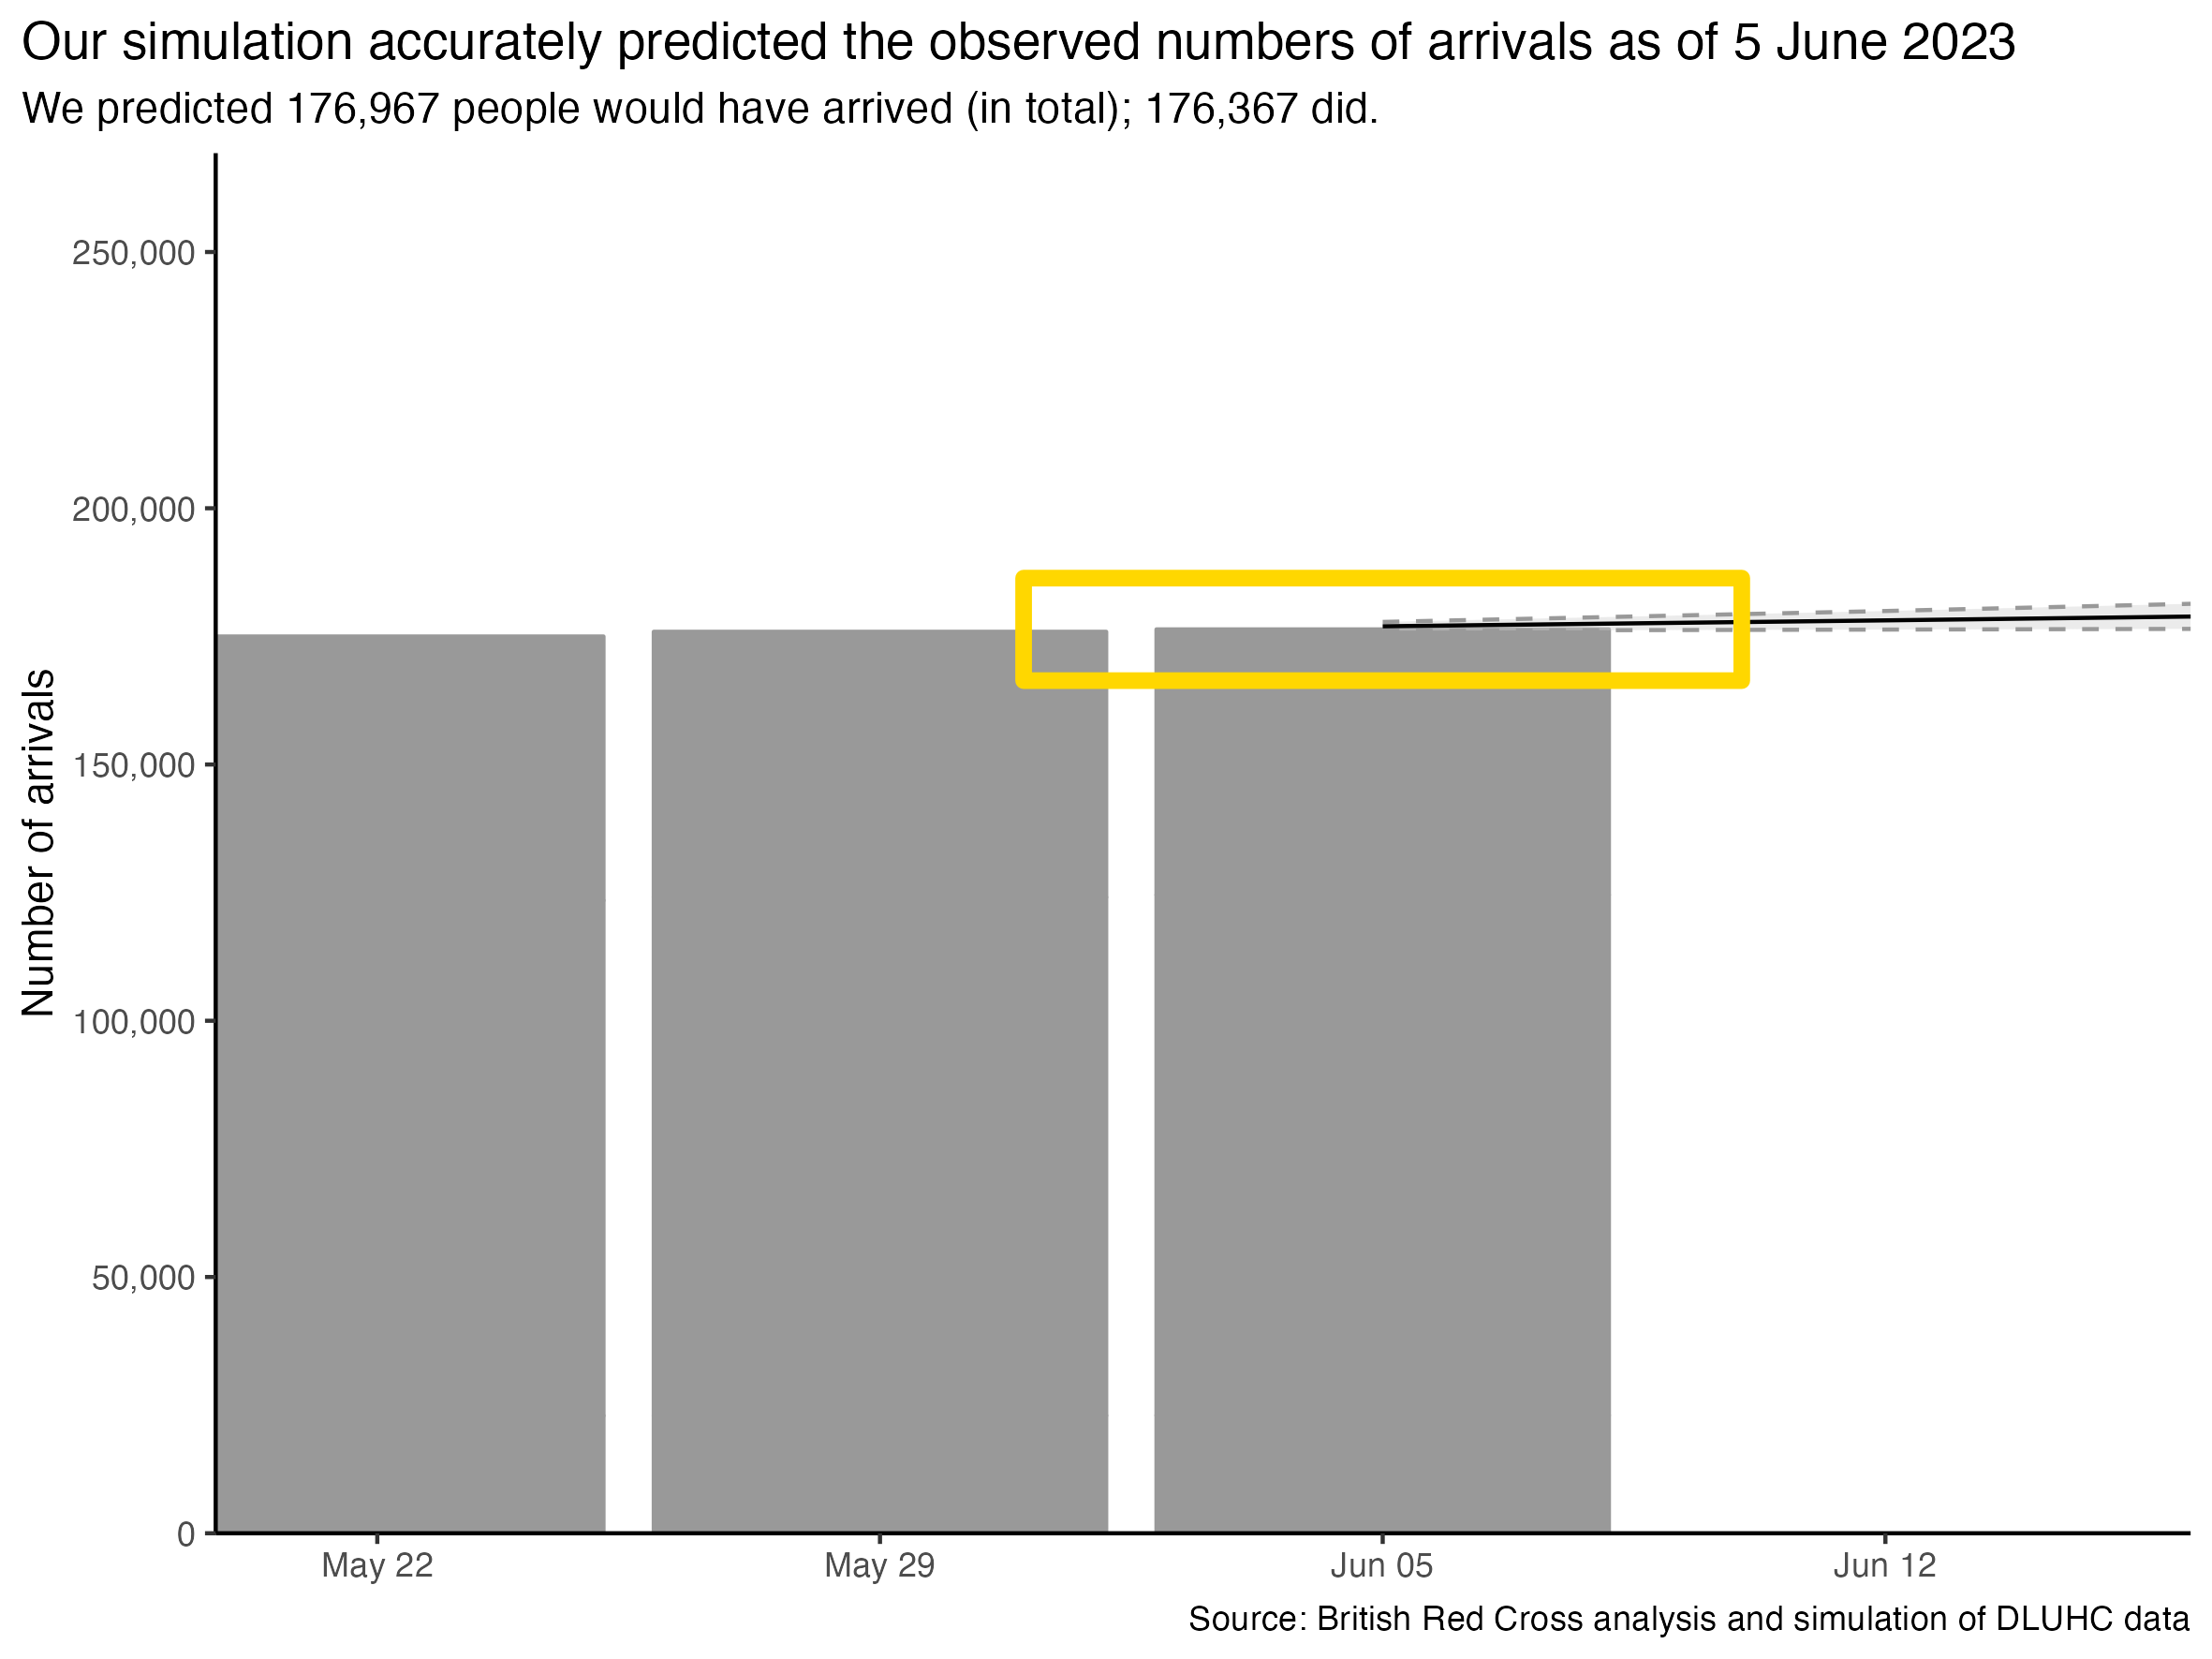 Our simulation accurately predicted the observed numbers of arrivals as of 5 June 2023
We predicted 176,967 people would have arrived (in total); 176,367 did.
Number of arrivals
250,000
200,000
150,000
100,000
50,000
0
May 22
May 29
Jun 05
Jun 12
Source: British Red Cross analysis and simulation of DLUHC data